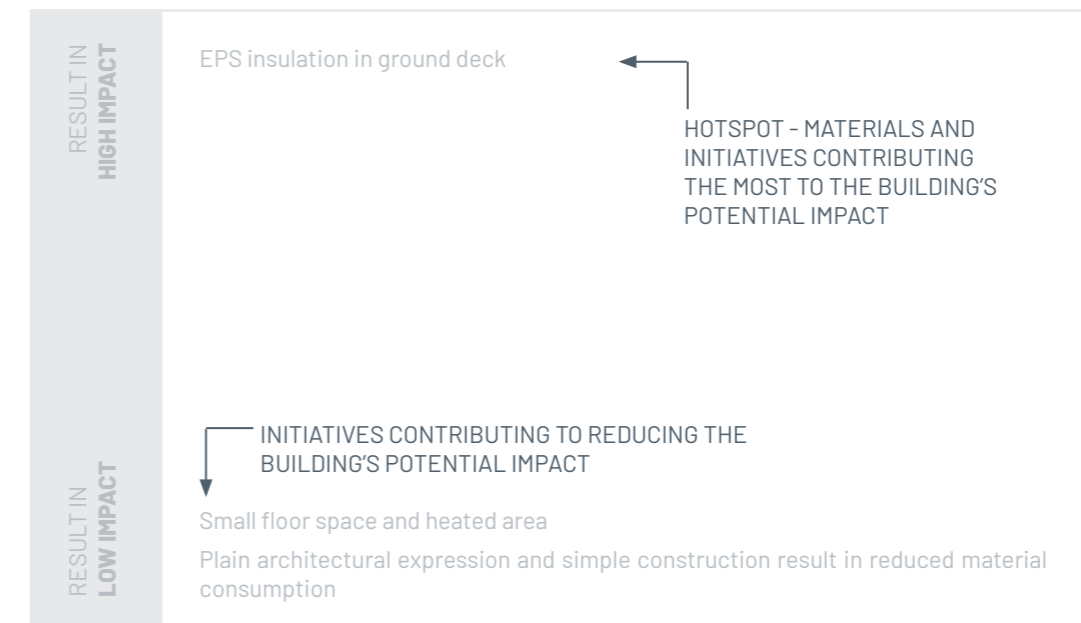 RESULT IN
HIGH IMPACT
EPS insulation in ground deck
HOTSPOT - MATERIALS AND
INITIATIVES CONTRIBUTING
THE MOST TO THE BUILDING'S
POTENTIAL IMPACT
INITIATIVES CONTRIBUTING TO REDUCING THE
BUILDING'S POTENTIAL IMPACT
RESULT IN
LOW IMPACT
Small floor space and heated area
Plain architectural expression and simple construction result in reduced material
consumption